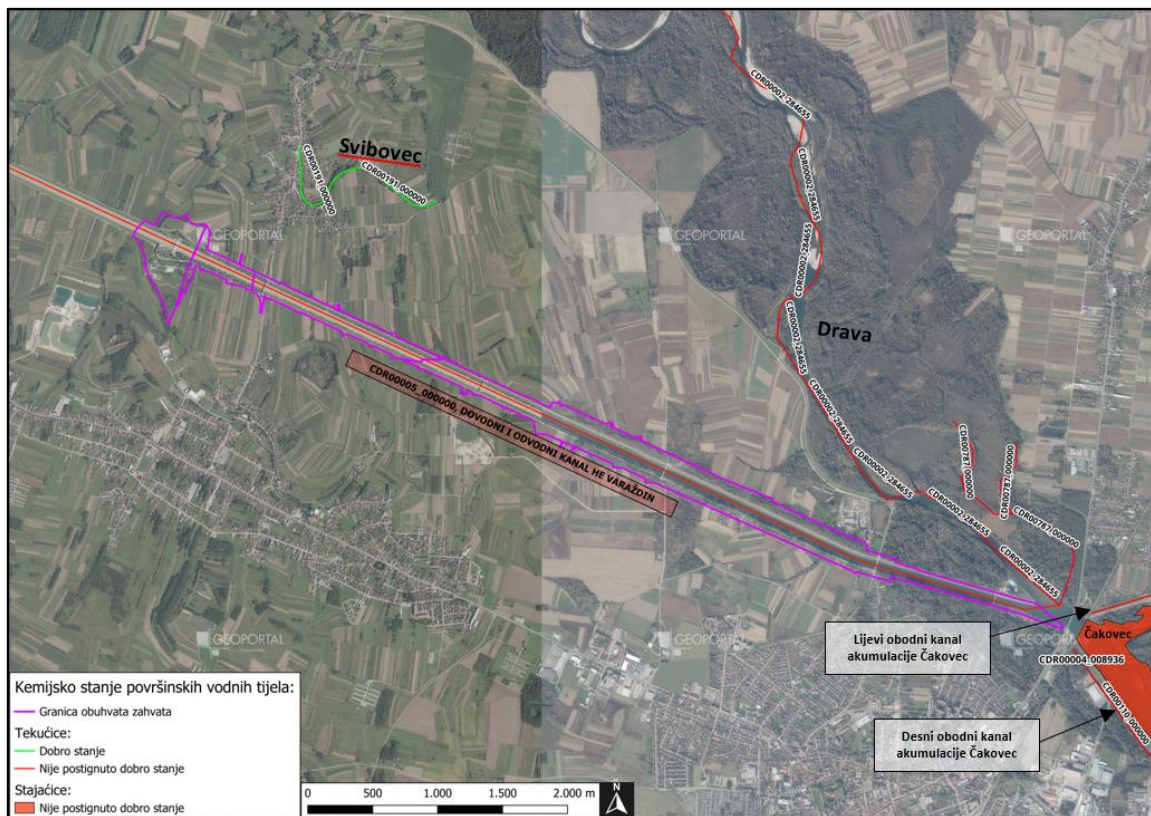 CDR00002_284655
CDR00002_284655
CDR00002_284655
Svibovec
CDR00191_000000
CDR00191_000000
GEOPORTAL
GEOPORTAL
GEOPORTAL
CDR00002_284655
Drava
CDR00002_284655
CDR00002_284655
CDR00005_000000, DOVODNI I ODVODNI KANAL HE VARAŽDIN
CDR00002_284655
CDR00787_000000
CDR00787_000000
CDR00002_284655
CDR00787_000000
CDR00002_284655
Lijevi obodni kanal
akumulacije Čakovec
Čakovec
GEOPORTAL
GEOPORTAL
GEOPORTAL
CDR00004_008936
CDR00110_000000
Desni obodni kanal
akumulacije Čakovec
Kemijsko stanje površinskih vodnih tijela:
Granica obuhvata zahvata
Tekućice:
Dobro stanje
Nije postignuto dobro stanje
Stajaćice:
Nije postignuto dobro stanje
0 500 1.000 1.500 2.000 m
N